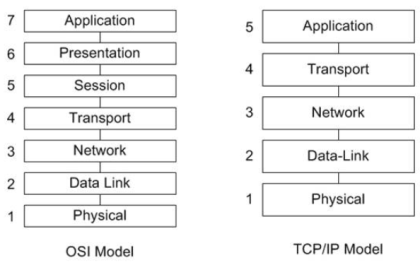 7 Application
6 Presentation
5 Session
4 Transport
3 Network
2 Data Link
1 Physical
OSI Model
5 Application
4 Transport
3 Network
2 Data-Link
1 Physical
TCP/IP Model